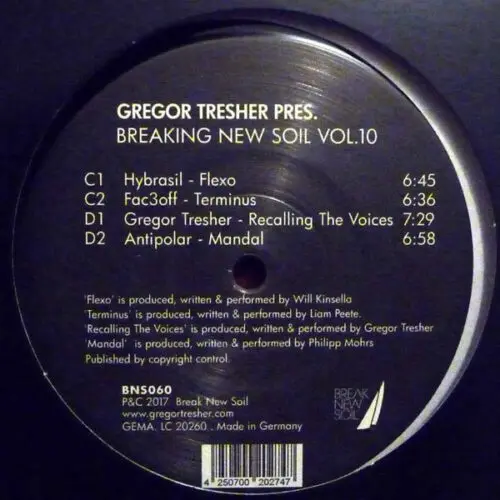 GREGOR TRESHER PRES.
BREAKING NEW SOIL VOL.10
C1 Hybrasil - Flexo 6:45
C2 Fac3off - Terminus 6:36
D1 Gregor Tresher - Recalling The Voices 7:29
D2 Antipolar - Mandal 6:58
'Flexo' is produced, written & performed by Will Kinsella
'Terminus' is produced, written & performed by Liam Peete.
'Recalling The Voices' is produced, written & performed by Gregor Tresher
'Mandal' is produced, written & performed by Philipp Mohrs
Published by copyright control.
BNS060
P&C 2017 Break New Soil
www.gregortresher.com
GEMA. LC 20260 . Made in Germany
BREAK
NEW
SOIL
4 250700 202747